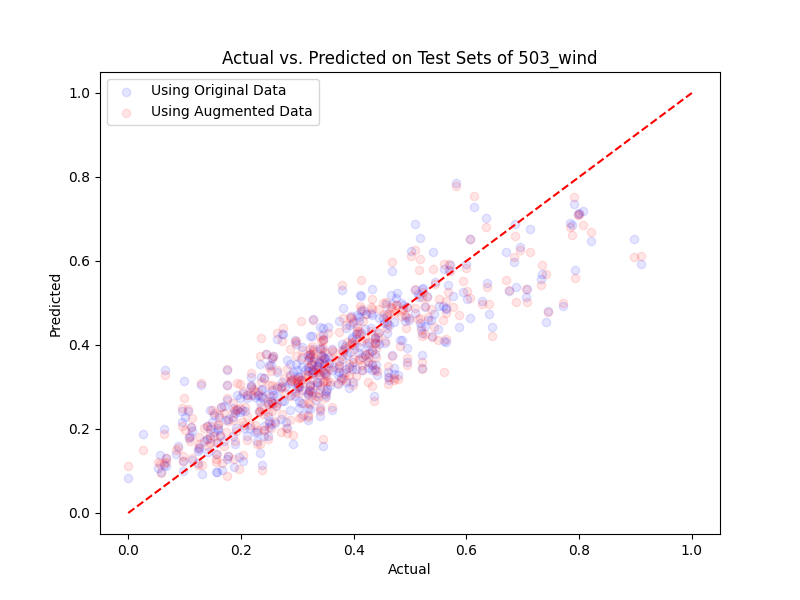 Actual vs. Predicted on Test Sets of 503_wind
Using Original Data
Using Augmented Data
1.0
0.8
0.6
0.4
0.2
0.0
Predicted
0.0 0.2 0.4 0.6 0.8 1.0
Actual